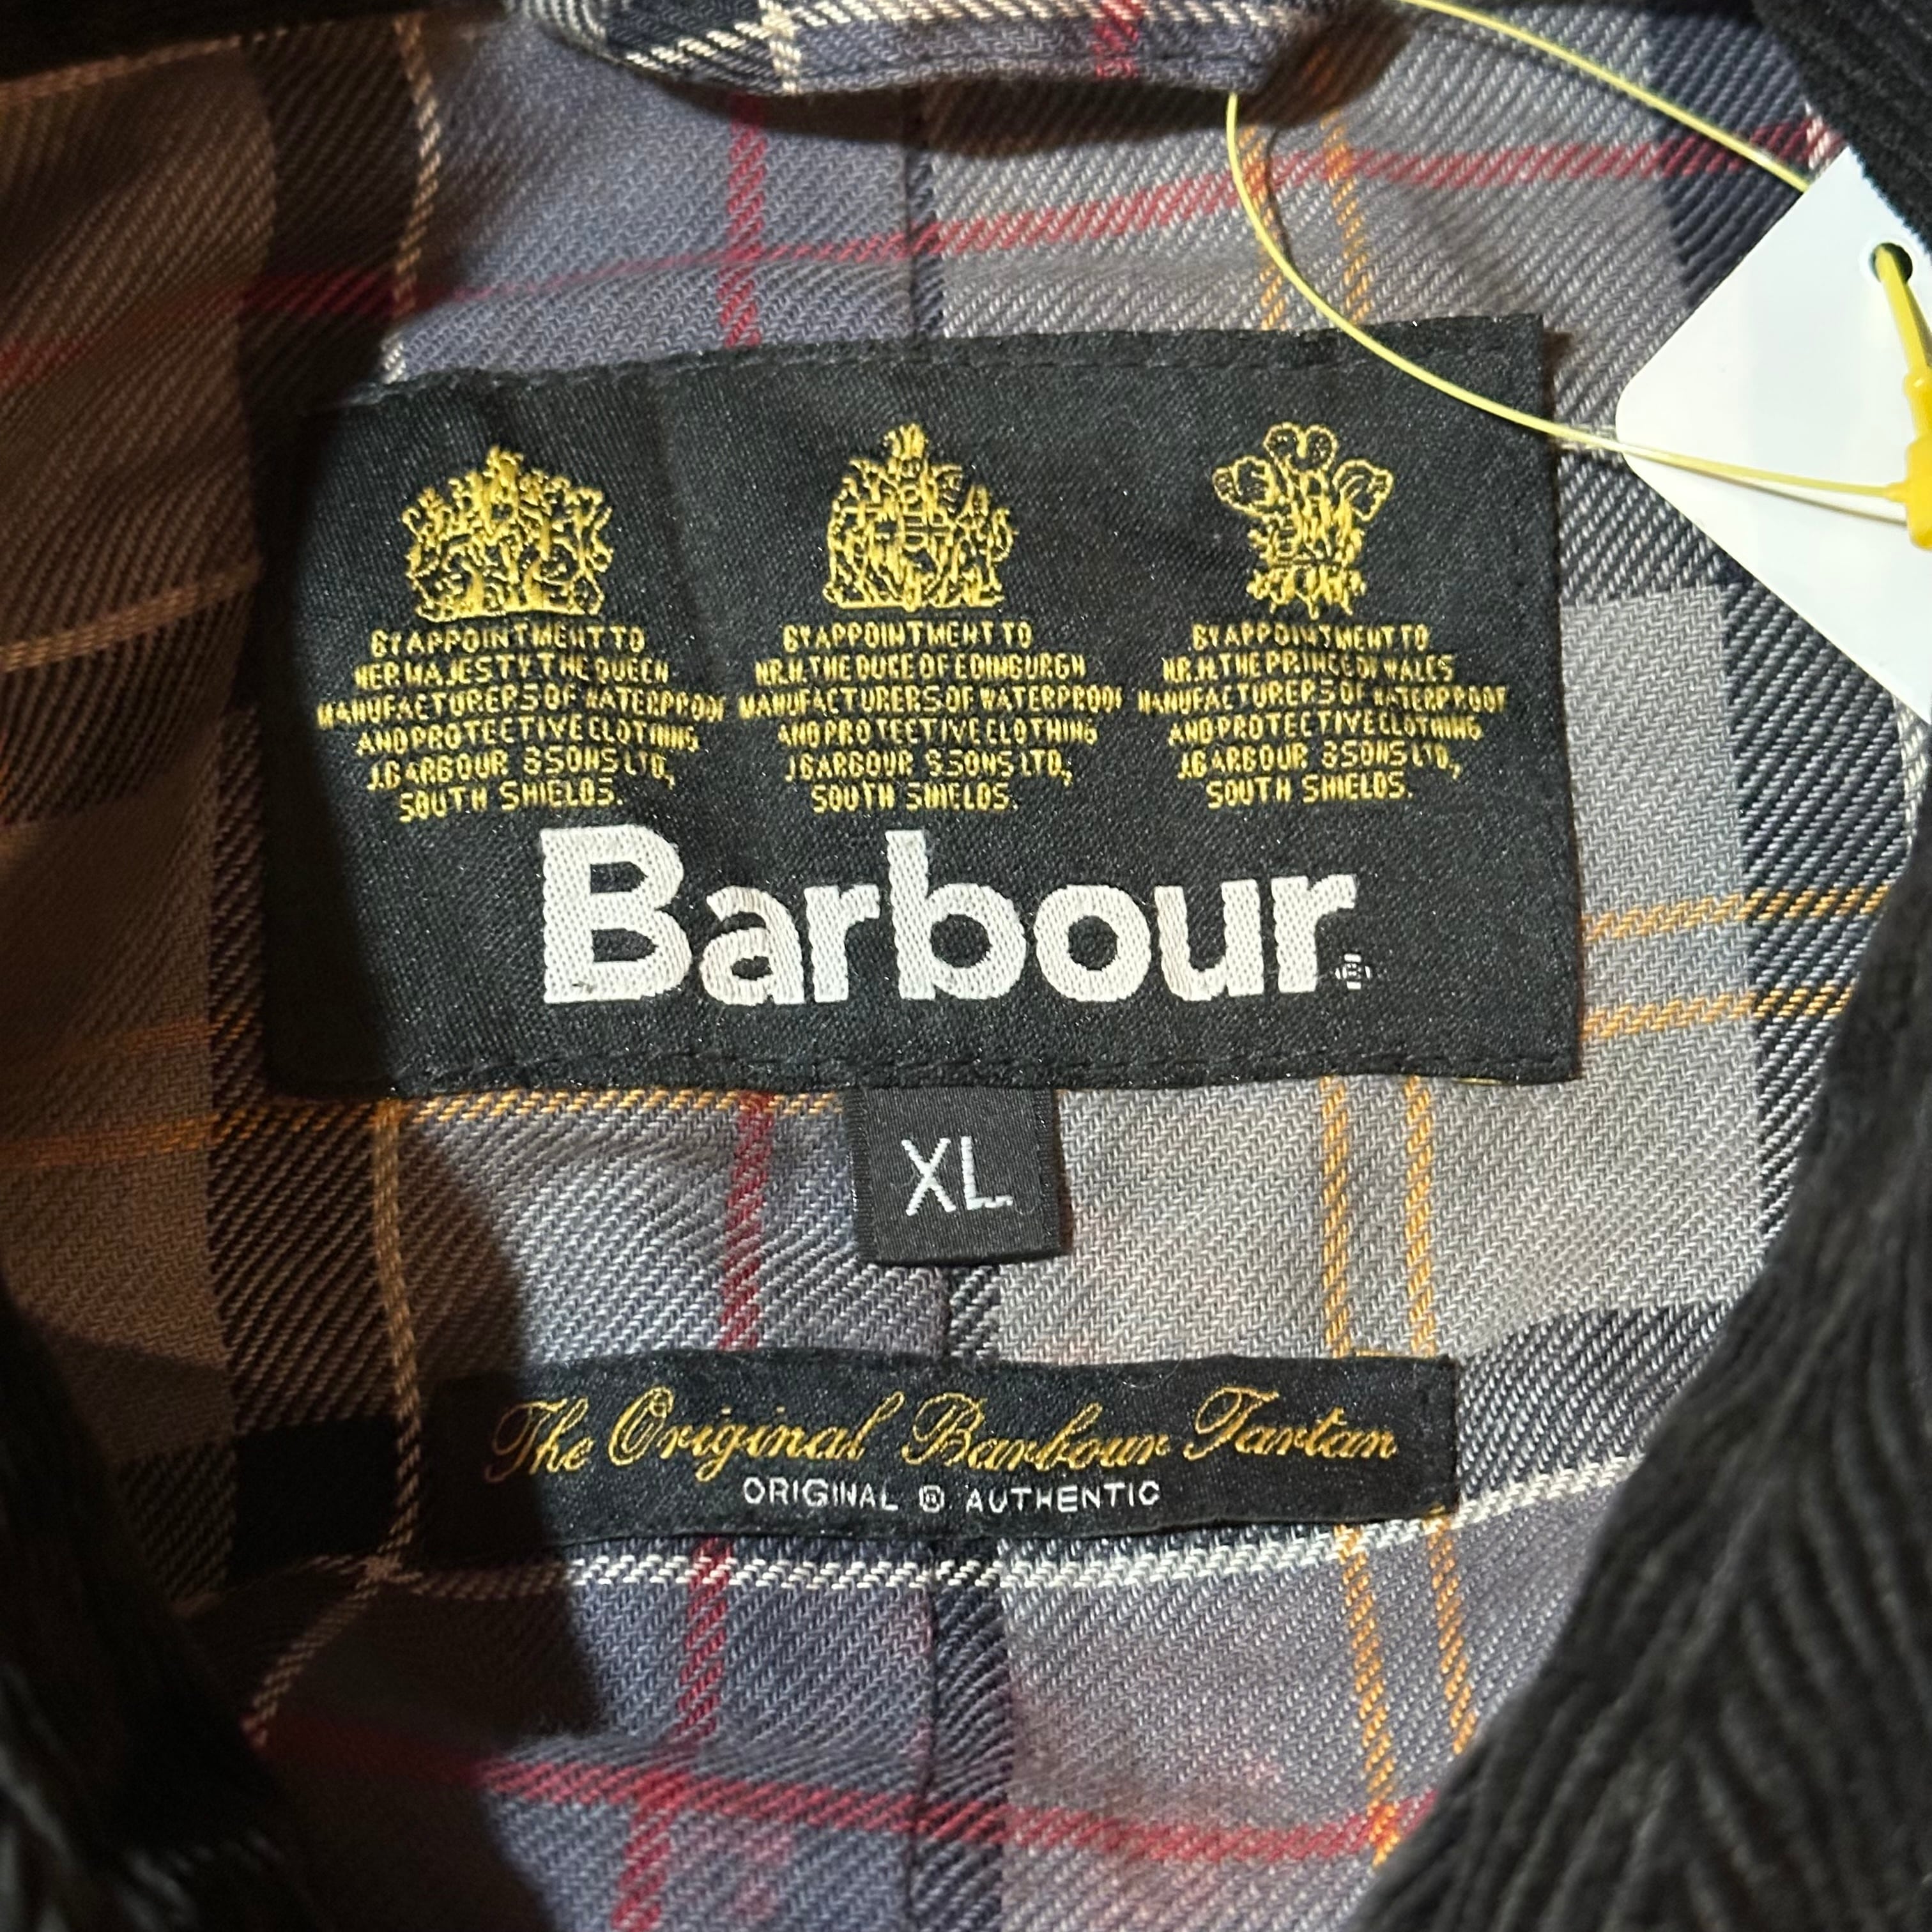 BY APPOINTMENT TO
HER MAJESTY THE QUEEN
MANUFACTURERS OF WATERPROOF
AND PROTECTIVE CLOTHING
J.BARBOUR & SONS LTD.,
SOUTH SHIELDS.
BY APPOINTMENT TO
H.R.H. THE DUKE OF EDINBURGH
MANUFACTURERS OF WATERPROOF
AND PROTECTIVE CLOTHING
J.BARBOUR & SONS LTD.,
SOUTH SHIELDS.
BY APPOINTMENT TO
H.R.H. THE PRINCE OF WALES
MANUFACTURERS OF WATERPROOF
AND PROTECTIVE CLOTHING
J.BARBOUR & SONS LTD.,
SOUTH SHIELDS.
Barbour®
XL
The Original Barbour Tartan
ORIGINAL ® AUTHENTIC